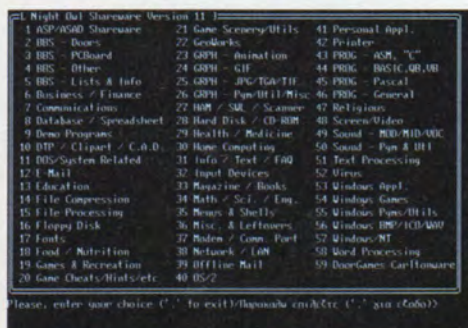 [ Night Owl Shareware Version 11 ]
1 ASP/ASAD Shareware
2 BBS - Doors
3 BBS - PCBoard
4 BBS - Other
5 BBS - Lists & Info
6 Business / Finance
7 Communications
8 Database / Spreadsheet
9 Demo Programs
10 DTP / Clipart / C.A.D.
11 DOS/System Related
12 E-Mail
13 Education
14 File Compression
15 File Processing
16 Floppy Disk
17 Fonts
18 Food / Nutrition
19 Games & Recreation
20 Game Cheats/Hints/etc
21 Game Scenery/Utils
22 GeoWorks
23 GRPH - Animation
24 GRPH - GIF
25 GRPH - JPG/TGA/TIF
26 GRPH - Pgm/Util/Misc
27 HAM / SWL / Scanner
28 Hard Disk / CD-ROM
29 Health / Medicine
30 Home Computing
31 Info / Text / FAQ
32 Input Devices
33 Magazine / Books
34 Math / Sci. / Eng.
35 Menus & Shells
36 Misc. & Leftovers
37 Modem / Comm. Port
38 Network / LAN
39 Offline Mail
40 OS/2
41 Personal Appl.
42 Printer
43 PROG - ASM, "C"
44 PROG - BASIC,QB,VB
45 PROG - Pascal
46 PROG - General
47 Religious
48 Screen/Video
49 Sound - MOD/MID/VOC
50 Sound - Pgm & Utl
51 Text Processing
52 Virus
53 Windows Appl.
54 Windows Games
55 Windows Pgms/Utils
56 Windows BMP/ICO/WAV
57 Windows/NT
58 Word Processing
59 DoorGames Carltonware
Please, enter your choice ('.' to exit)/Παρακαλώ επιλέξτε ('.' για έξοδο)>